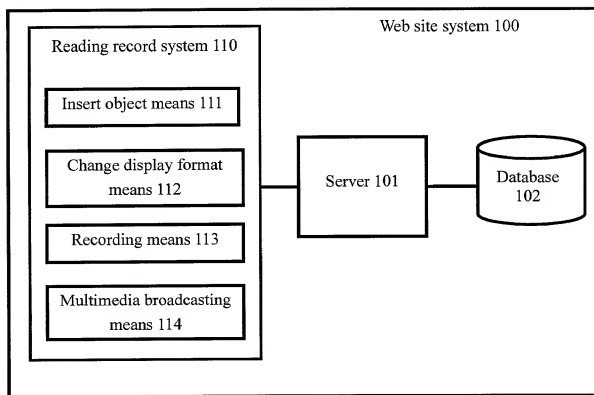 Web site system 100
Reading record system 110
Insert object means 111
Change display format
means 112
Recording means 113
Multimedia broadcasting
means 114
Server 101
Database
102